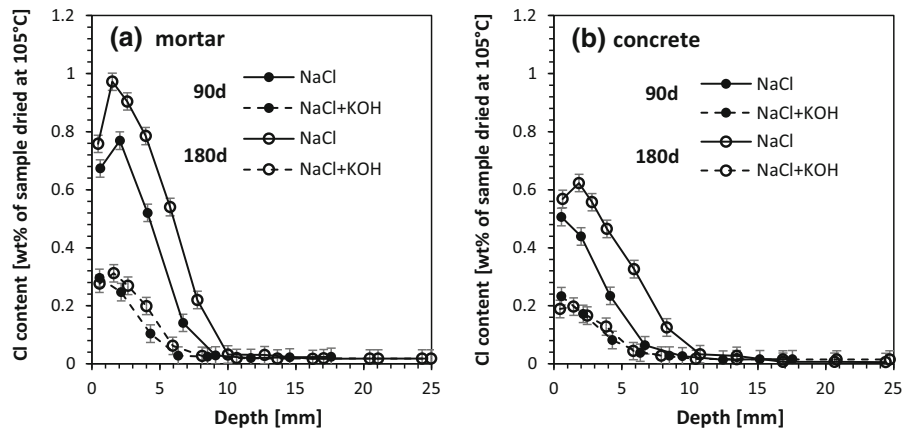 (a) mortar
Cl content [wt% of sample dried at 105°C]
1.2
1
0.8
0.6
0.4
0.2
0
0 5 10 15 20 25
Depth [mm]
90d
NaCl
NaCl+KOH
180d
NaCl
NaCl+KOH
(b) concrete
Cl content [wt% of sample dried at 105°C]
1.2
1
0.8
0.6
0.4
0.2
0
0 5 10 15 20 25
Depth [mm]
90d
NaCl
NaCl+KOH
180d
NaCl
NaCl+KOH